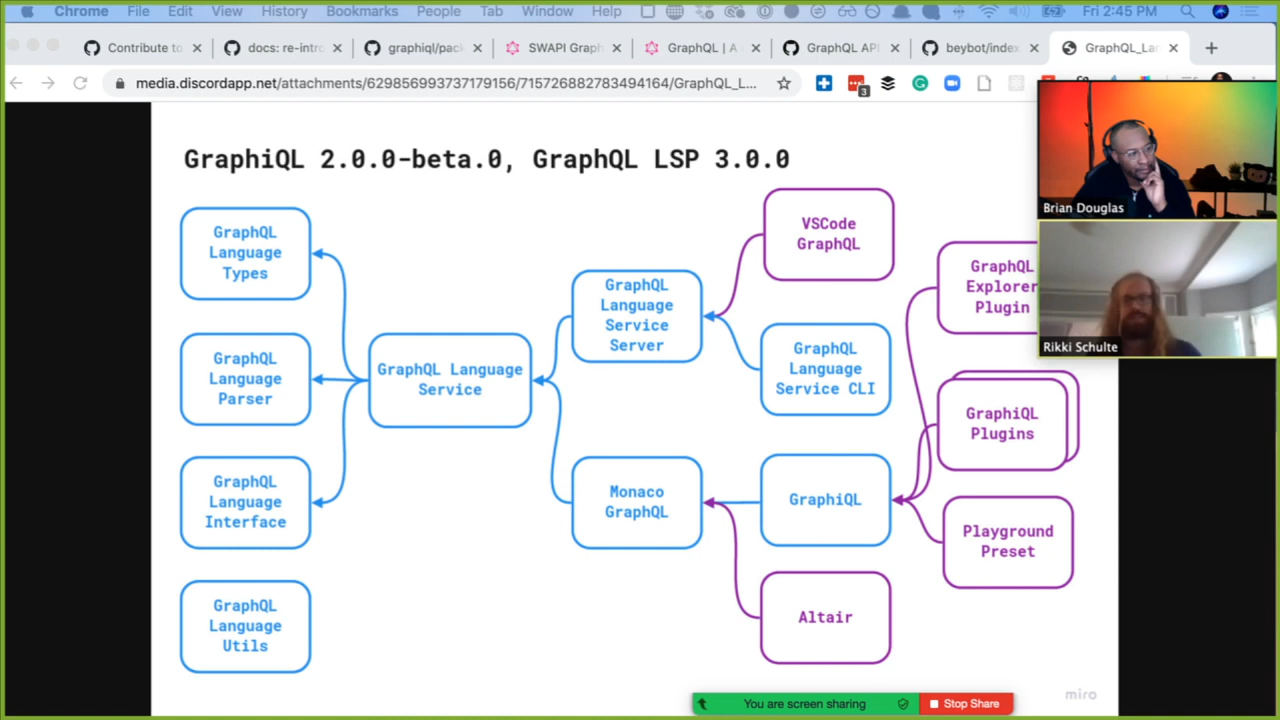 Chrome File Edit View History Bookmarks People Tab Window Help Fri 2:45 PM
Contribute to docs: re-intro graphiql/pack SWAPI Graph GraphQL | A GraphQL API beybot/index GraphQL_La
media.discordapp.net/attachments/629856993737179156/715726882783494164/GraphQL_L...
3
GraphiQL 2.0.0-beta.0, GraphQL LSP 3.0.0
GraphQL
Language
Types
GraphQL
Language
Parser
GraphQL
Language
Interface
GraphQL
Language
Utils
GraphQL Language
Service
GraphQL
Language
Service
Server
Monaco
GraphQL
VSCode
GraphQL
GraphQL
Language
Service CLI
GraphiQL
Altair
GraphQL
Explorer
Plugin
GraphiQL
Plugins
Playground
Preset
Brian Douglas
Rikki Schulte
miro
You are screen sharing
Stop Share